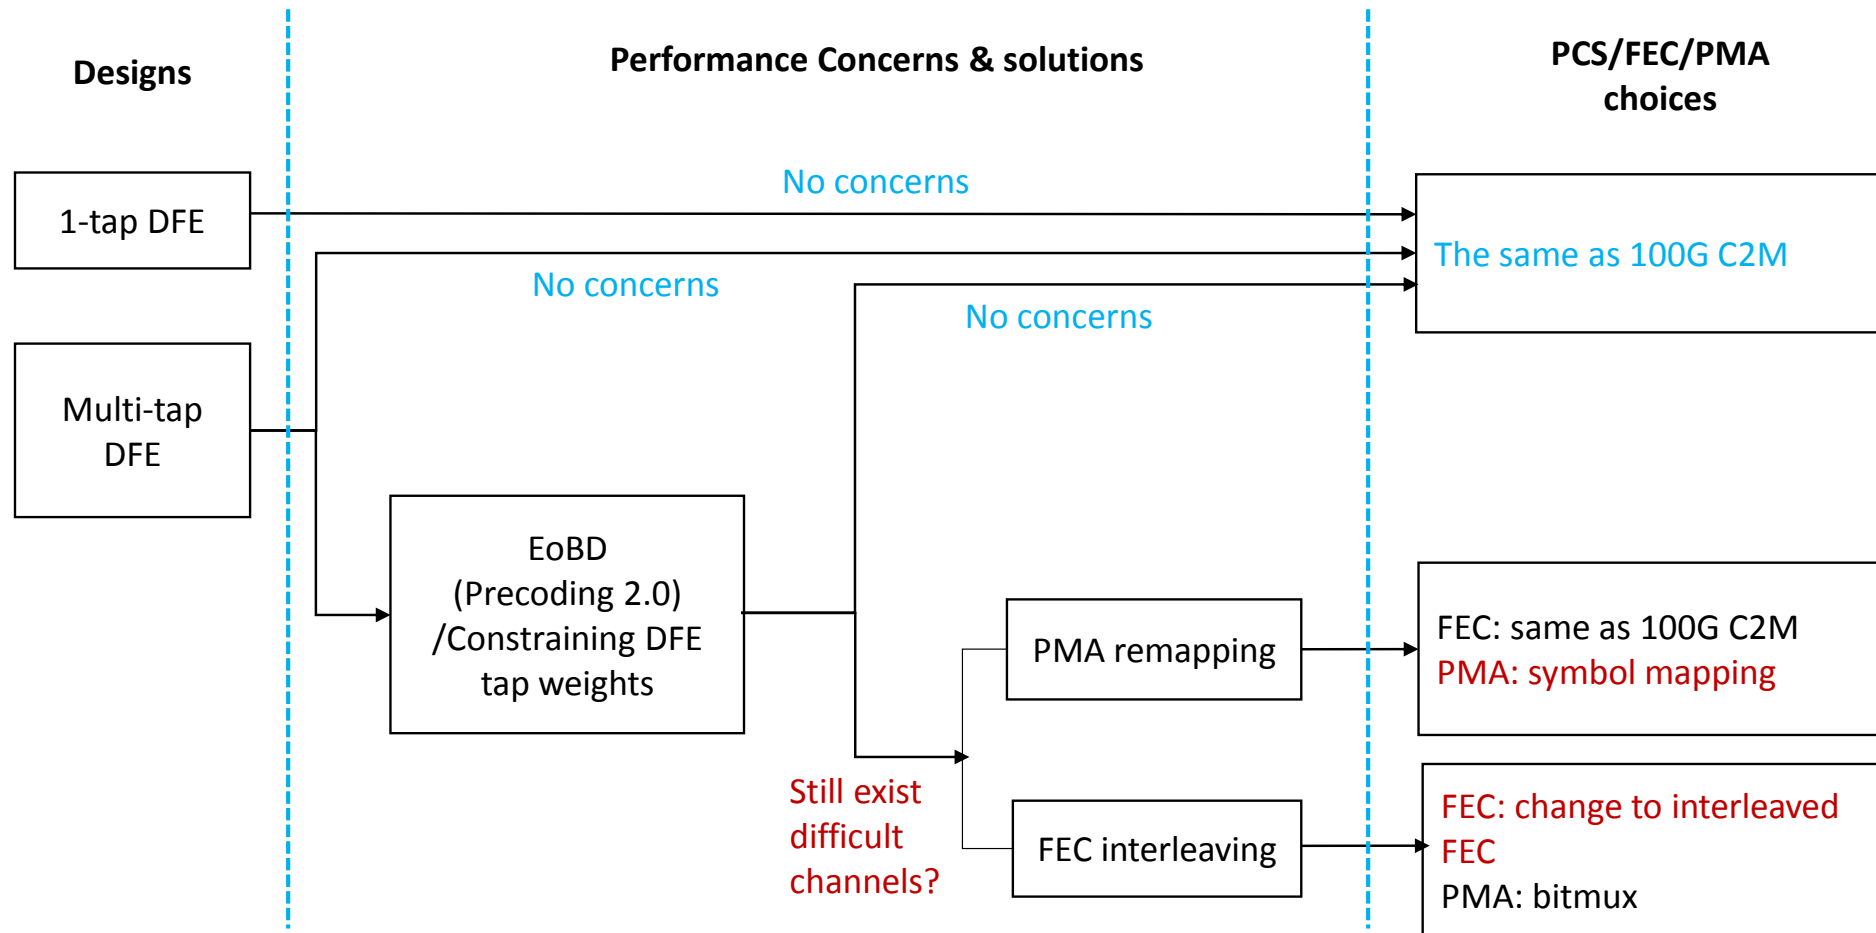 Designs
Performance Concerns & solutions
PCS/FEC/PMA
choices
No concerns
1-tap DFE
The same as 100G C2M
No concerns
No concerns
Multi-tap
DFE
EoBD
(Precoding 2.0)
/Constraining DFE
tap weights
PMA remapping
FEC: same as 100G C2M
PMA: symbol mapping
Still exist
difficult
channels?
FEC interleaving
FEC: change to interleaved
FEC
PMA: bitmux